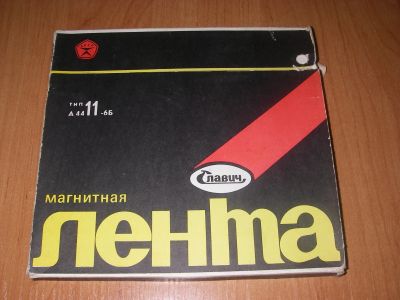 тип
А 4411-6Б
Славич
магнитная
лента